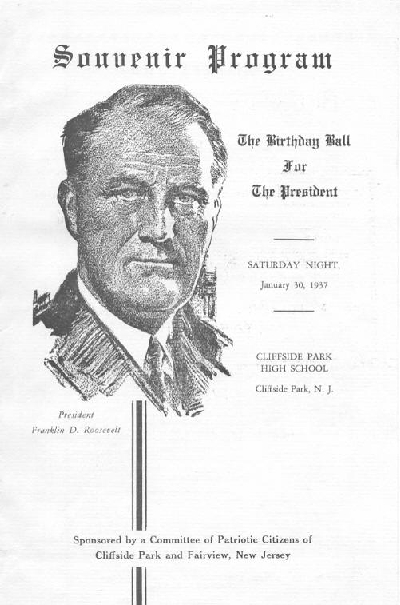 Souvenir Program
The Birthday Ball
For
The President
SATURDAY NIGHT
January 30, 1937
CLIFFSIDE PARK
HIGH SCHOOL
Cliffside Park, N. J.
President
Franklin D. Roosevelt
Sponsored by a Committee of Patriotic Citizens of
Cliffside Park and Fairview, New Jersey